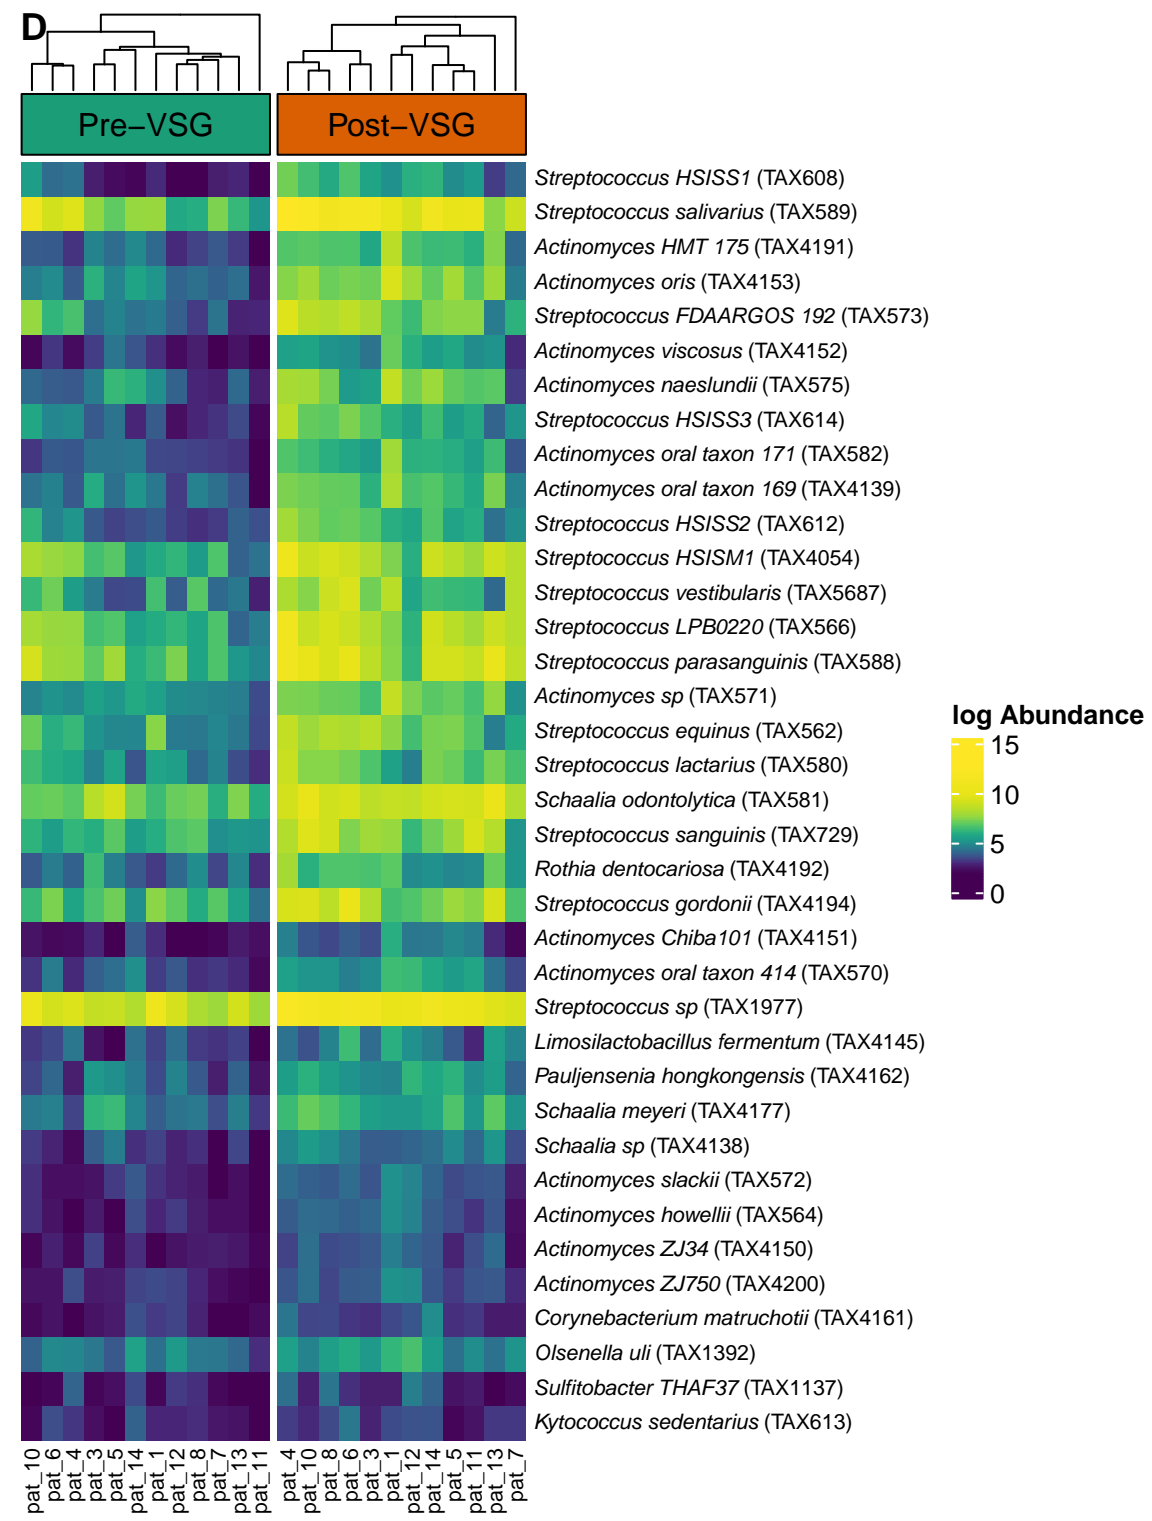 D
Pre−VSG
Post−VSG
Streptococcus HSISS1 (TAX608)
Streptococcus salivarius (TAX589)
Actinomyces HMT 175 (TAX4191)
Actinomyces oris (TAX4153)
Streptococcus FDAARGOS 192 (TAX573)
Actinomyces viscosus (TAX4152)
Actinomyces naeslundii (TAX575)
Streptococcus HSISS3 (TAX614)
Actinomyces oral taxon 171 (TAX582)
Actinomyces oral taxon 169 (TAX4139)
Streptococcus HSISS2 (TAX612)
Streptococcus HSISM1 (TAX4054)
Streptococcus vestibularis (TAX5687)
Streptococcus LPB0220 (TAX566)
Streptococcus parasanguinis (TAX588)
Actinomyces sp (TAX571)
Streptococcus equinus (TAX562)
Streptococcus lactarius (TAX580)
Schaalia odontolytica (TAX581)
Streptococcus sanguinis (TAX729)
Rothia dentocariosa (TAX4192)
Streptococcus gordonii (TAX4194)
Actinomyces Chiba101 (TAX4151)
Actinomyces oral taxon 414 (TAX570)
Streptococcus sp (TAX1977)
Limosilactobacillus fermentum (TAX4145)
Pauljensenia hongkongensis (TAX4162)
Schaalia meyeri (TAX4177)
Schaalia sp (TAX4138)
Actinomyces slackii (TAX572)
Actinomyces howellii (TAX564)
Actinomyces ZJ34 (TAX4150)
Actinomyces ZJ750 (TAX4200)
Corynebacterium matruchotii (TAX4161)
Olsenella uli (TAX1392)
Sulfitobacter THAF37 (TAX1137)
Kytococcus sedentarius (TAX613)
log Abundance
15
10
5
0
pat_10
pat_6
pat_4
pat_3
pat_5
pat_14
pat_1
pat_12
pat_8
pat_7
pat_13
pat_11
pat_4
pat_10
pat_8
pat_6
pat_3
pat_1
pat_12
pat_14
pat_5
pat_11
pat_13
pat_7